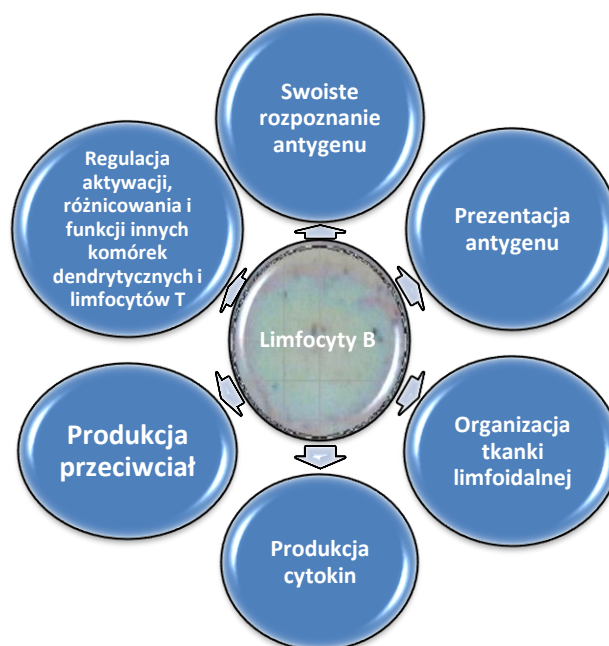 Swoiste
rozpoznanie
antygenu
Regulacja
aktywacji,
różnicowania i
funkcji innych
komórek
dendrytycznych i
limfocytów T
Prezentacja
antygenu
Limfocyty B
Produkcja
przeciwciał
Organizacja
tkanki
limfoidalnej
Produkcja
cytokin